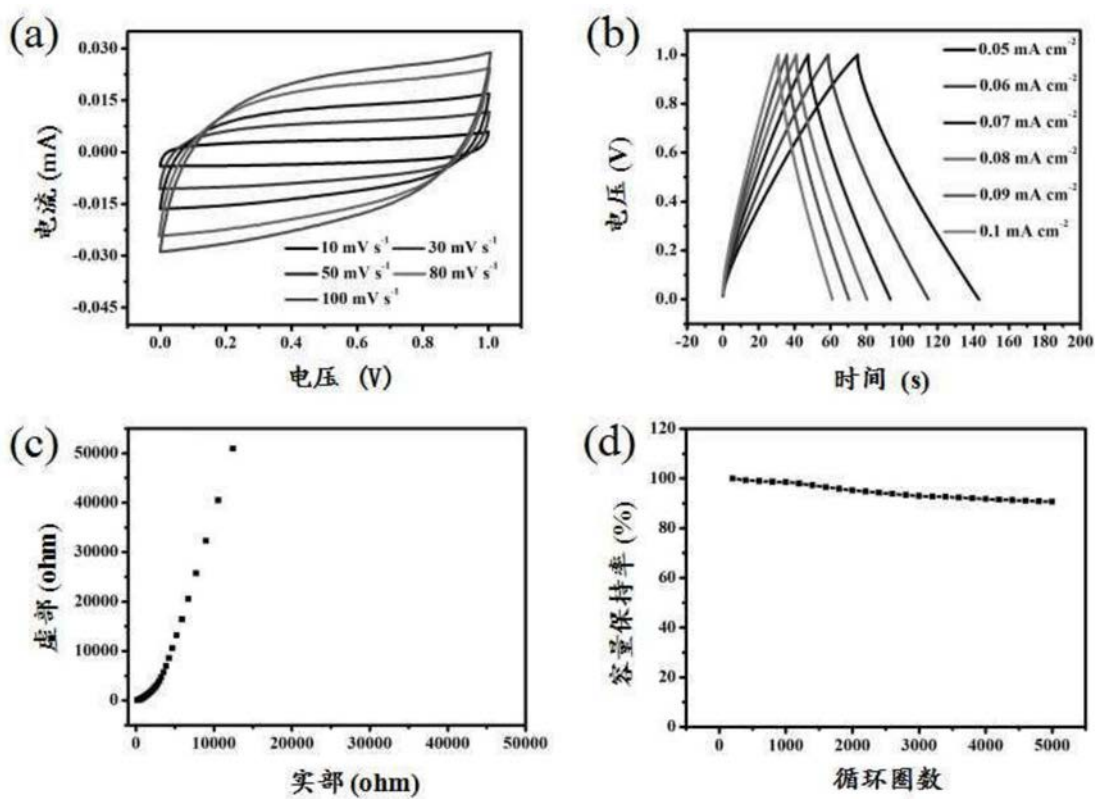 (a)
0.030
0.015
0.000
-0.015
-0.030
-0.045
电流 (mA)
10 mV s-1 30 mV s-1
50 mV s-1 80 mV s-1
100 mV s-1
0.0 0.2 0.4 0.6 0.8 1.0
电压 (V)
(b)
1.0
0.8
0.6
0.4
0.2
0.0
电压 (V)
0.05 mA cm-2
0.06 mA cm-2
0.07 mA cm-2
0.08 mA cm-2
0.09 mA cm-2
0.1 mA cm-2
-20 0 20 40 60 80 100 120 140 160 180 200
时间 (s)
(c)
50000
40000
30000
20000
10000
0
虚部 (ohm)
0 10000 20000 30000 40000 50000
实部 (ohm)
(d)
120
100
80
60
40
20
0
容量保持率 (%)
0 1000 2000 3000 4000 5000
循环圈数